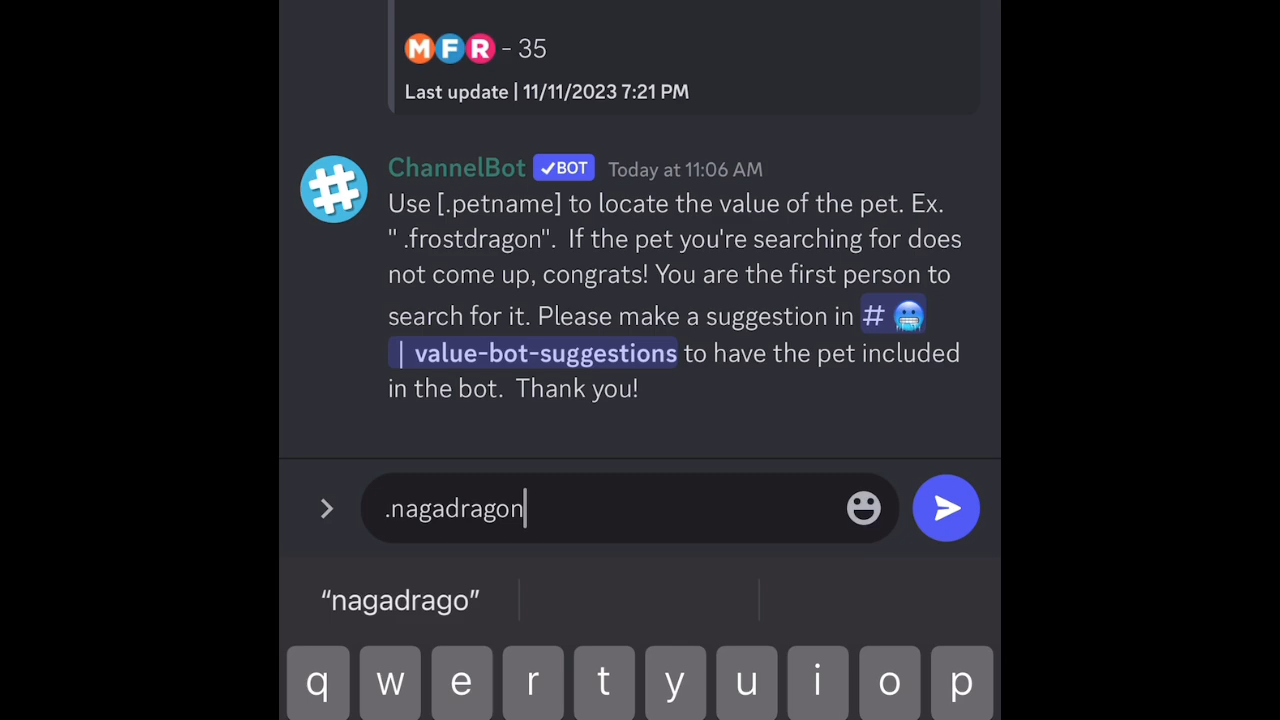 M F R - 35
Last update | 11/11/2023 7:21 PM
ChannelBot ✓BOT Today at 11:06 AM
Use [.petname] to locate the value of the pet. Ex.
" .frostdragon".  If the pet you're searching for does
not come up, congrats! You are the first person to
search for it. Please make a suggestion in # 🥶
| value-bot-suggestions to have the pet included
in the bot.  Thank you!
.nagadragon
“nagadrago”
q w e r t y u i o p